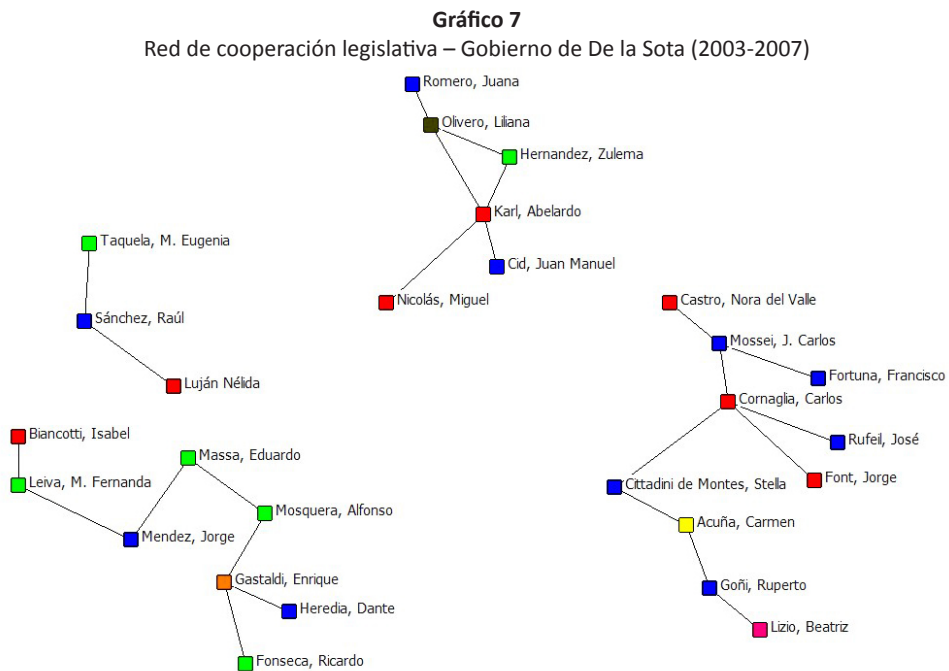 Gráfico 7
Red de cooperación legislativa – Gobierno de De la Sota (2003-2007)
Romero, Juana
Olivero, Liliana
Hernandez, Zulema
Karl, Abelardo
Cid, Juan Manuel
Nicolás, Miguel
Taquela, M. Eugenia
Sánchez, Raúl
Luján Nélida
Castro, Nora del Valle
Mossei, J. Carlos
Fortuna, Francisco
Cornaglia, Carlos
Rufeil, José
Font, Jorge
Cittadini de Montes, Stella
Acuña, Carmen
Goñi, Ruperto
Lizio, Beatriz
Biancotti, Isabel
Leiva, M. Fernanda
Massa, Eduardo
Mendez, Jorge
Mosquera, Alfonso
Gastaldi, Enrique
Heredia, Dante
Fonseca, Ricardo